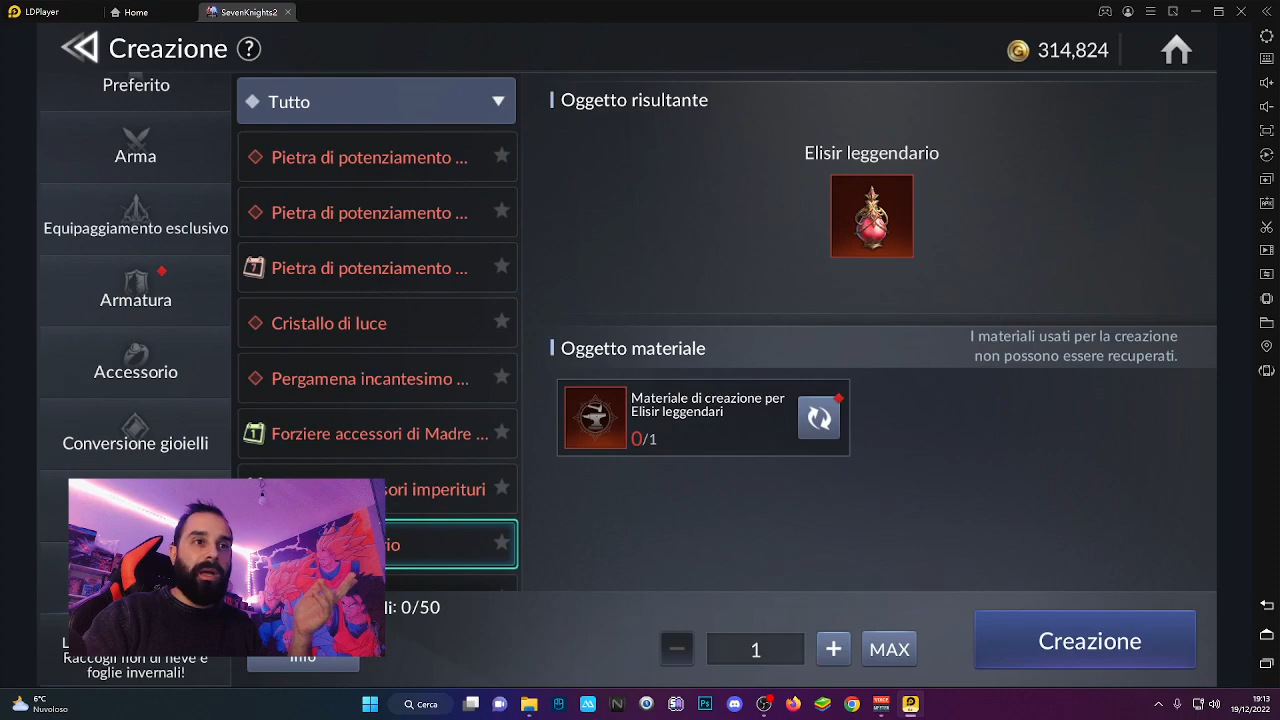 LDPlayer
Home
SevenKnights2
Creazione ?
G 314,824
Preferito
Arma
Equipaggiamento esclusivo
Armatura
Accessorio
Conversione gioielli
Raccogli fiori di neve e
foglie invernali!
Tutto
Pietra di potenziamento ...
Pietra di potenziamento ...
7 Pietra di potenziamento ...
Cristallo di luce
Pergamena incantesimo ...
1 Forziere accessori di Madre ...
sori imperituri
rio
li: 0/50
Info
Oggetto risultante
Elisir leggendario
Oggetto materiale
I materiali usati per la creazione
non possono essere recuperati.
Materiale di creazione per
Elisir leggendari
0/1
− 1 + MAX
Creazione
6°C
Nuvoloso
Cerca
19:13
19/12/2022